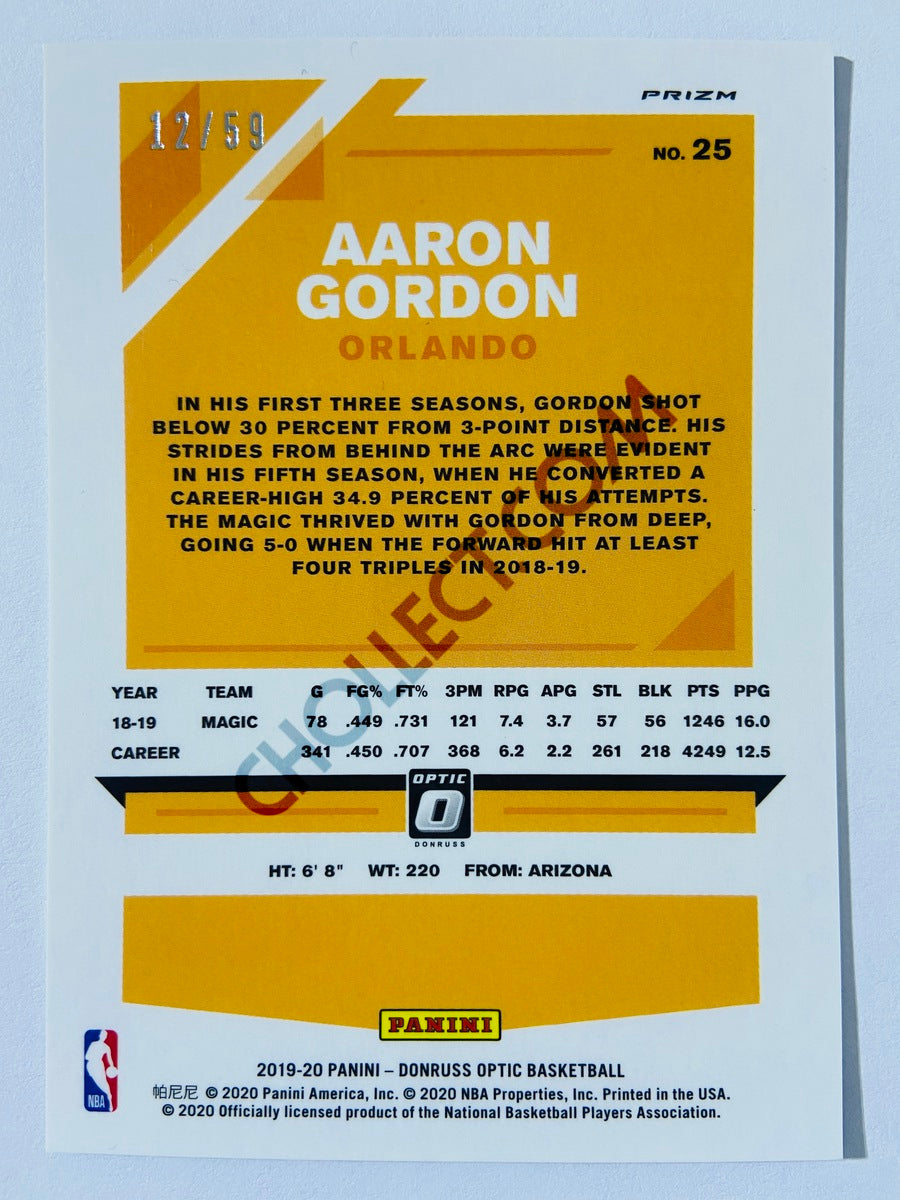 PRIZM
12/59
NO. 25
AARON
GORDON
ORLANDO
IN HIS FIRST THREE SEASONS, GORDON SHOT
BELOW 30 PERCENT FROM 3-POINT DISTANCE. HIS
STRIDES FROM BEHIND THE ARC WERE EVIDENT
IN HIS FIFTH SEASON, WHEN HE CONVERTED A
CAREER-HIGH 34.9 PERCENT OF HIS ATTEMPTS.
THE MAGIC THRIVED WITH GORDON FROM DEEP,
GOING 5-0 WHEN THE FORWARD HIT AT LEAST
FOUR TRIPLES IN 2018-19.
CHOLLECT.COM
YEAR TEAM G FG% FT% 3PM RPG APG STL BLK PTS PPG
18-19 MAGIC 78 .449 .731 121 7.4 3.7 57 56 1246 16.0
CAREER 341 .450 .707 368 6.2 2.2 261 218 4249 12.5
OPTIC
O
DONRUSS
HT: 6' 8" WT: 220 FROM: ARIZONA
PANINI
2019-20 PANINI – DONRUSS OPTIC BASKETBALL
帕尼尼 © 2020 Panini America, Inc. © 2020 NBA Properties, Inc. Printed in the USA.
© 2020 Officially licensed product of the National Basketball Players Association.
NBA